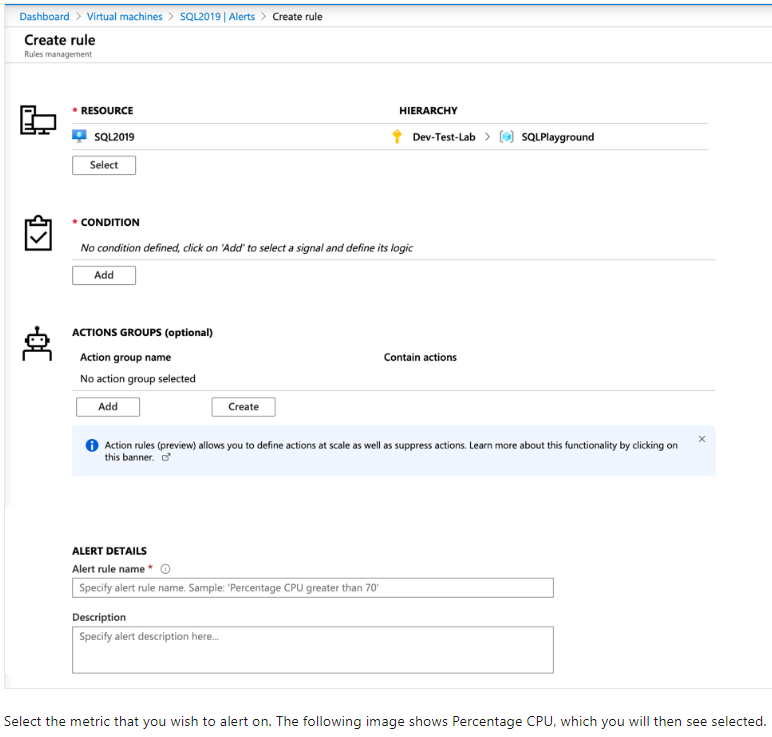 Dashboard > Virtual machines > SQL2019 | Alerts > Create rule
Create rule
Rules management
* RESOURCE HIERARCHY
SQL2019 Dev-Test-Lab > SQLPlayground
Select
* CONDITION
No condition defined, click on 'Add' to select a signal and define its logic
Add
ACTIONS GROUPS (optional)
Action group name Contain actions
No action group selected
Add Create
Action rules (preview) allows you to define actions at scale as well as suppress actions. Learn more about this functionality by clicking on
this banner.
ALERT DETAILS
Alert rule name *
Specify alert rule name. Sample: 'Percentage CPU greater than 70'
Description
Specify alert description here...
Select the metric that you wish to alert on. The following image shows Percentage CPU, which you will then see selected.